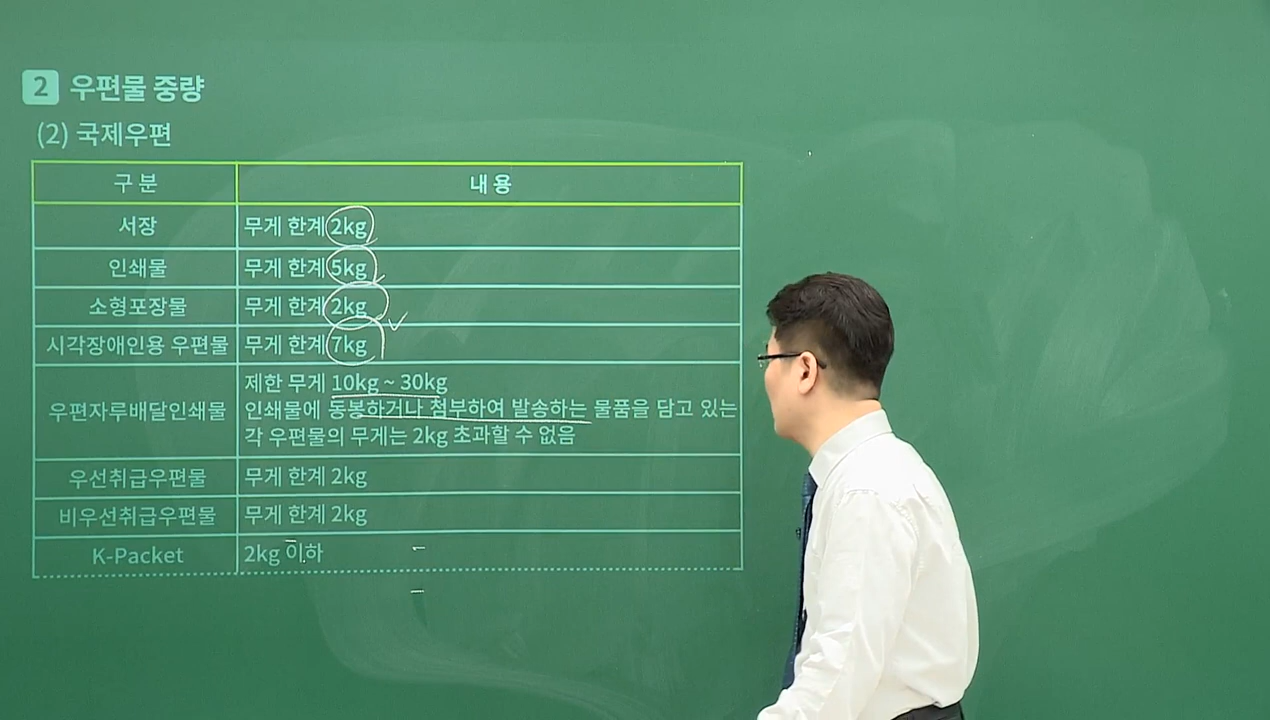 2 우편물 중량
(2) 국제우편
구 분 내 용
서장 무게 한계 2kg
인쇄물 무게 한계 5kg
소형포장물 무게 한계 2kg
시각장애인용 우편물 무게 한계 7kg
우편자루배달인쇄물 제한 무게 10kg ~ 30kg
인쇄물에 동봉하거나 첨부하여 발송하는 물품을 담고 있는
각 우편물의 무게는 2kg 초과할 수 없음
우선취급우편물 무게 한계 2kg
비우선취급우편물 무게 한계 2kg
K-Packet 2kg 이하